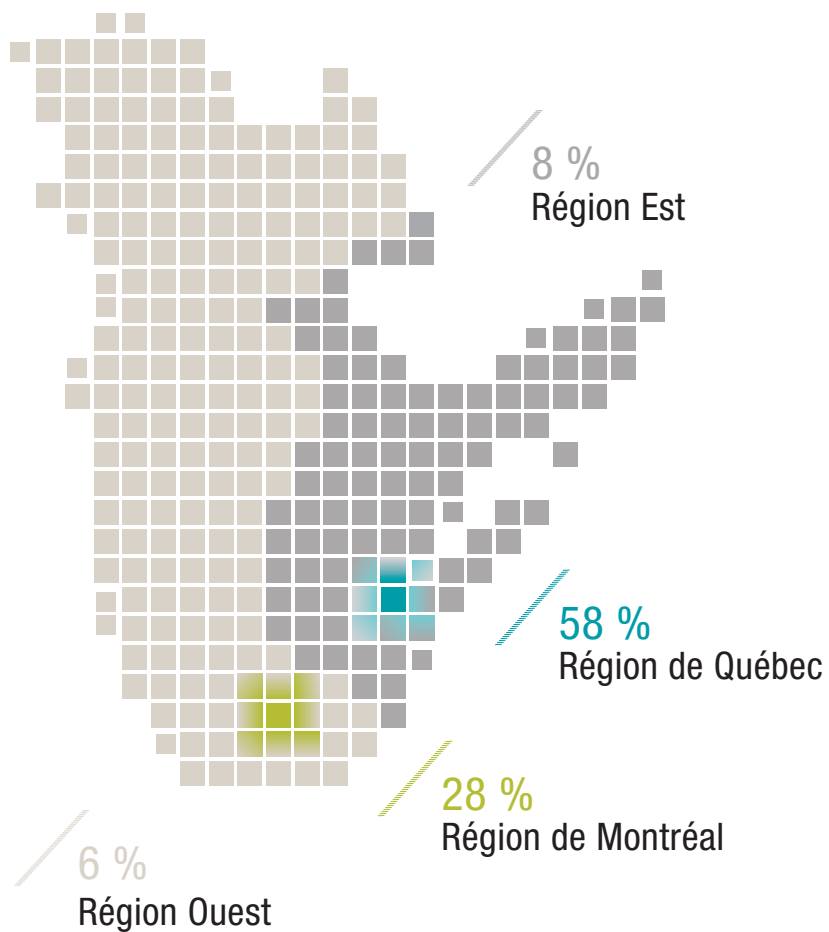 8 %
Région Est
58 %
Région de Québec
28 %
Région de Montréal
6 %
Région Ouest